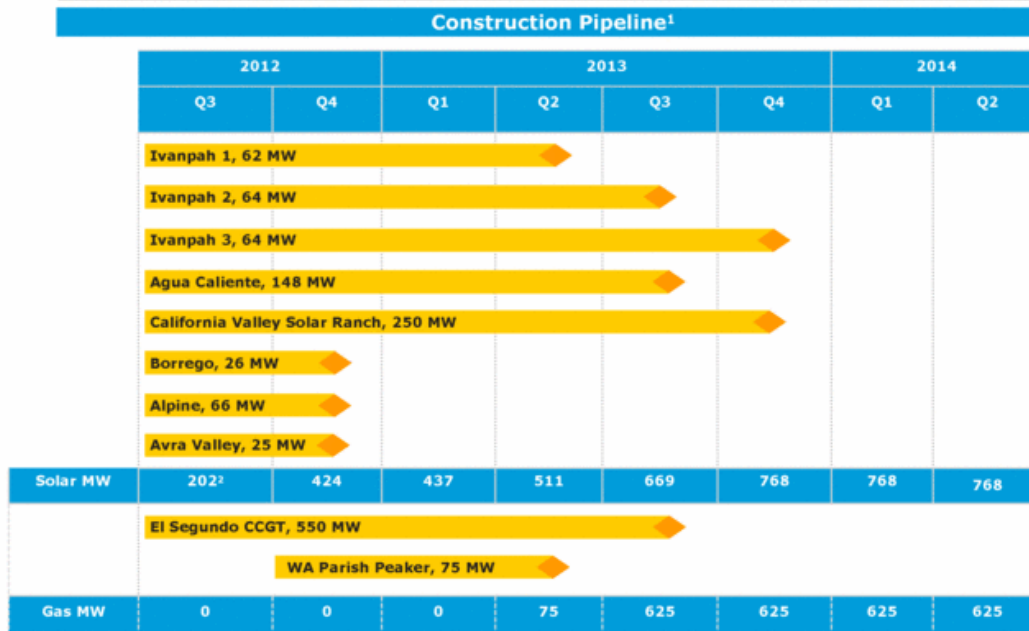 Construction Pipeline¹
2012 2013 2014
Q3 Q4 Q1 Q2 Q3 Q4 Q1 Q2
Ivanpah 1, 62 MW
Ivanpah 2, 64 MW
Ivanpah 3, 64 MW
Agua Caliente, 148 MW
California Valley Solar Ranch, 250 MW
Borrego, 26 MW
Alpine, 66 MW
Avra Valley, 25 MW
Solar MW 202² 424 437 511 669 768 768 768
El Segundo CCGT, 550 MW
WA Parish Peaker, 75 MW
Gas MW 0 0 0 75 625 625 625 625